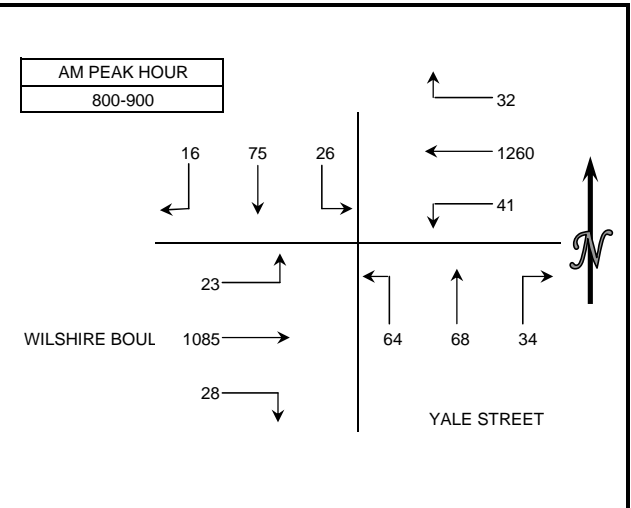 AM PEAK HOUR
800-900
32
16 75 26 1260
41
23
WILSHIRE BOUL 1085 64 68 34
28
YALE STREET
N